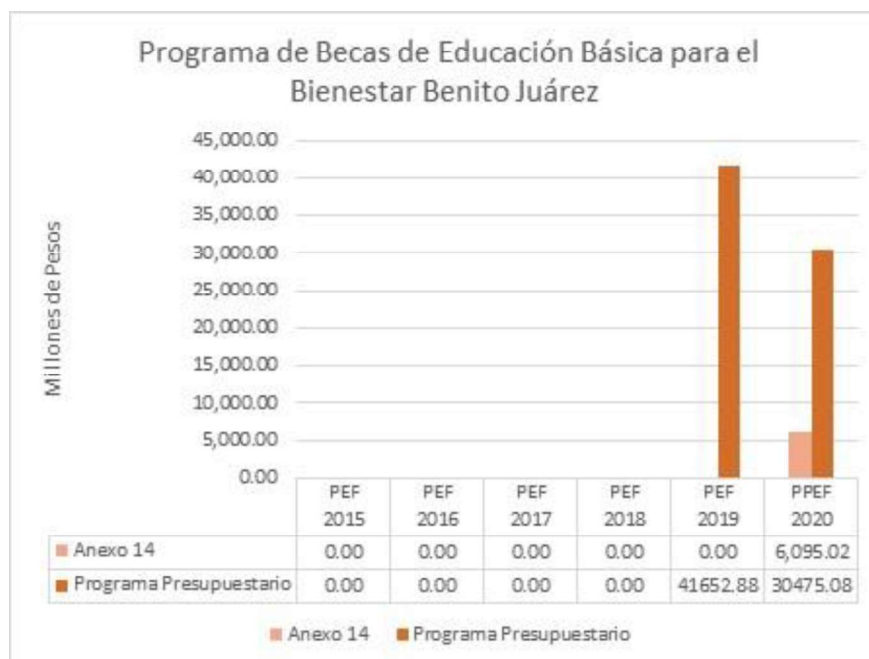 Programa de Becas de Educación Básica para el
Bienestar Benito Juárez
Millones de Pesos
45,000.00
40,000.00
35,000.00
30,000.00
25,000.00
20,000.00
15,000.00
10,000.00
5,000.00
0.00
PEF 2015 PEF 2016 PEF 2017 PEF 2018 PEF 2019 PPEF 2020
Anexo 14 0.00 0.00 0.00 0.00 0.00 6,095.02
Programa Presupuestario 0.00 0.00 0.00 0.00 41652.88 30475.08
Anexo 14 Programa Presupuestario